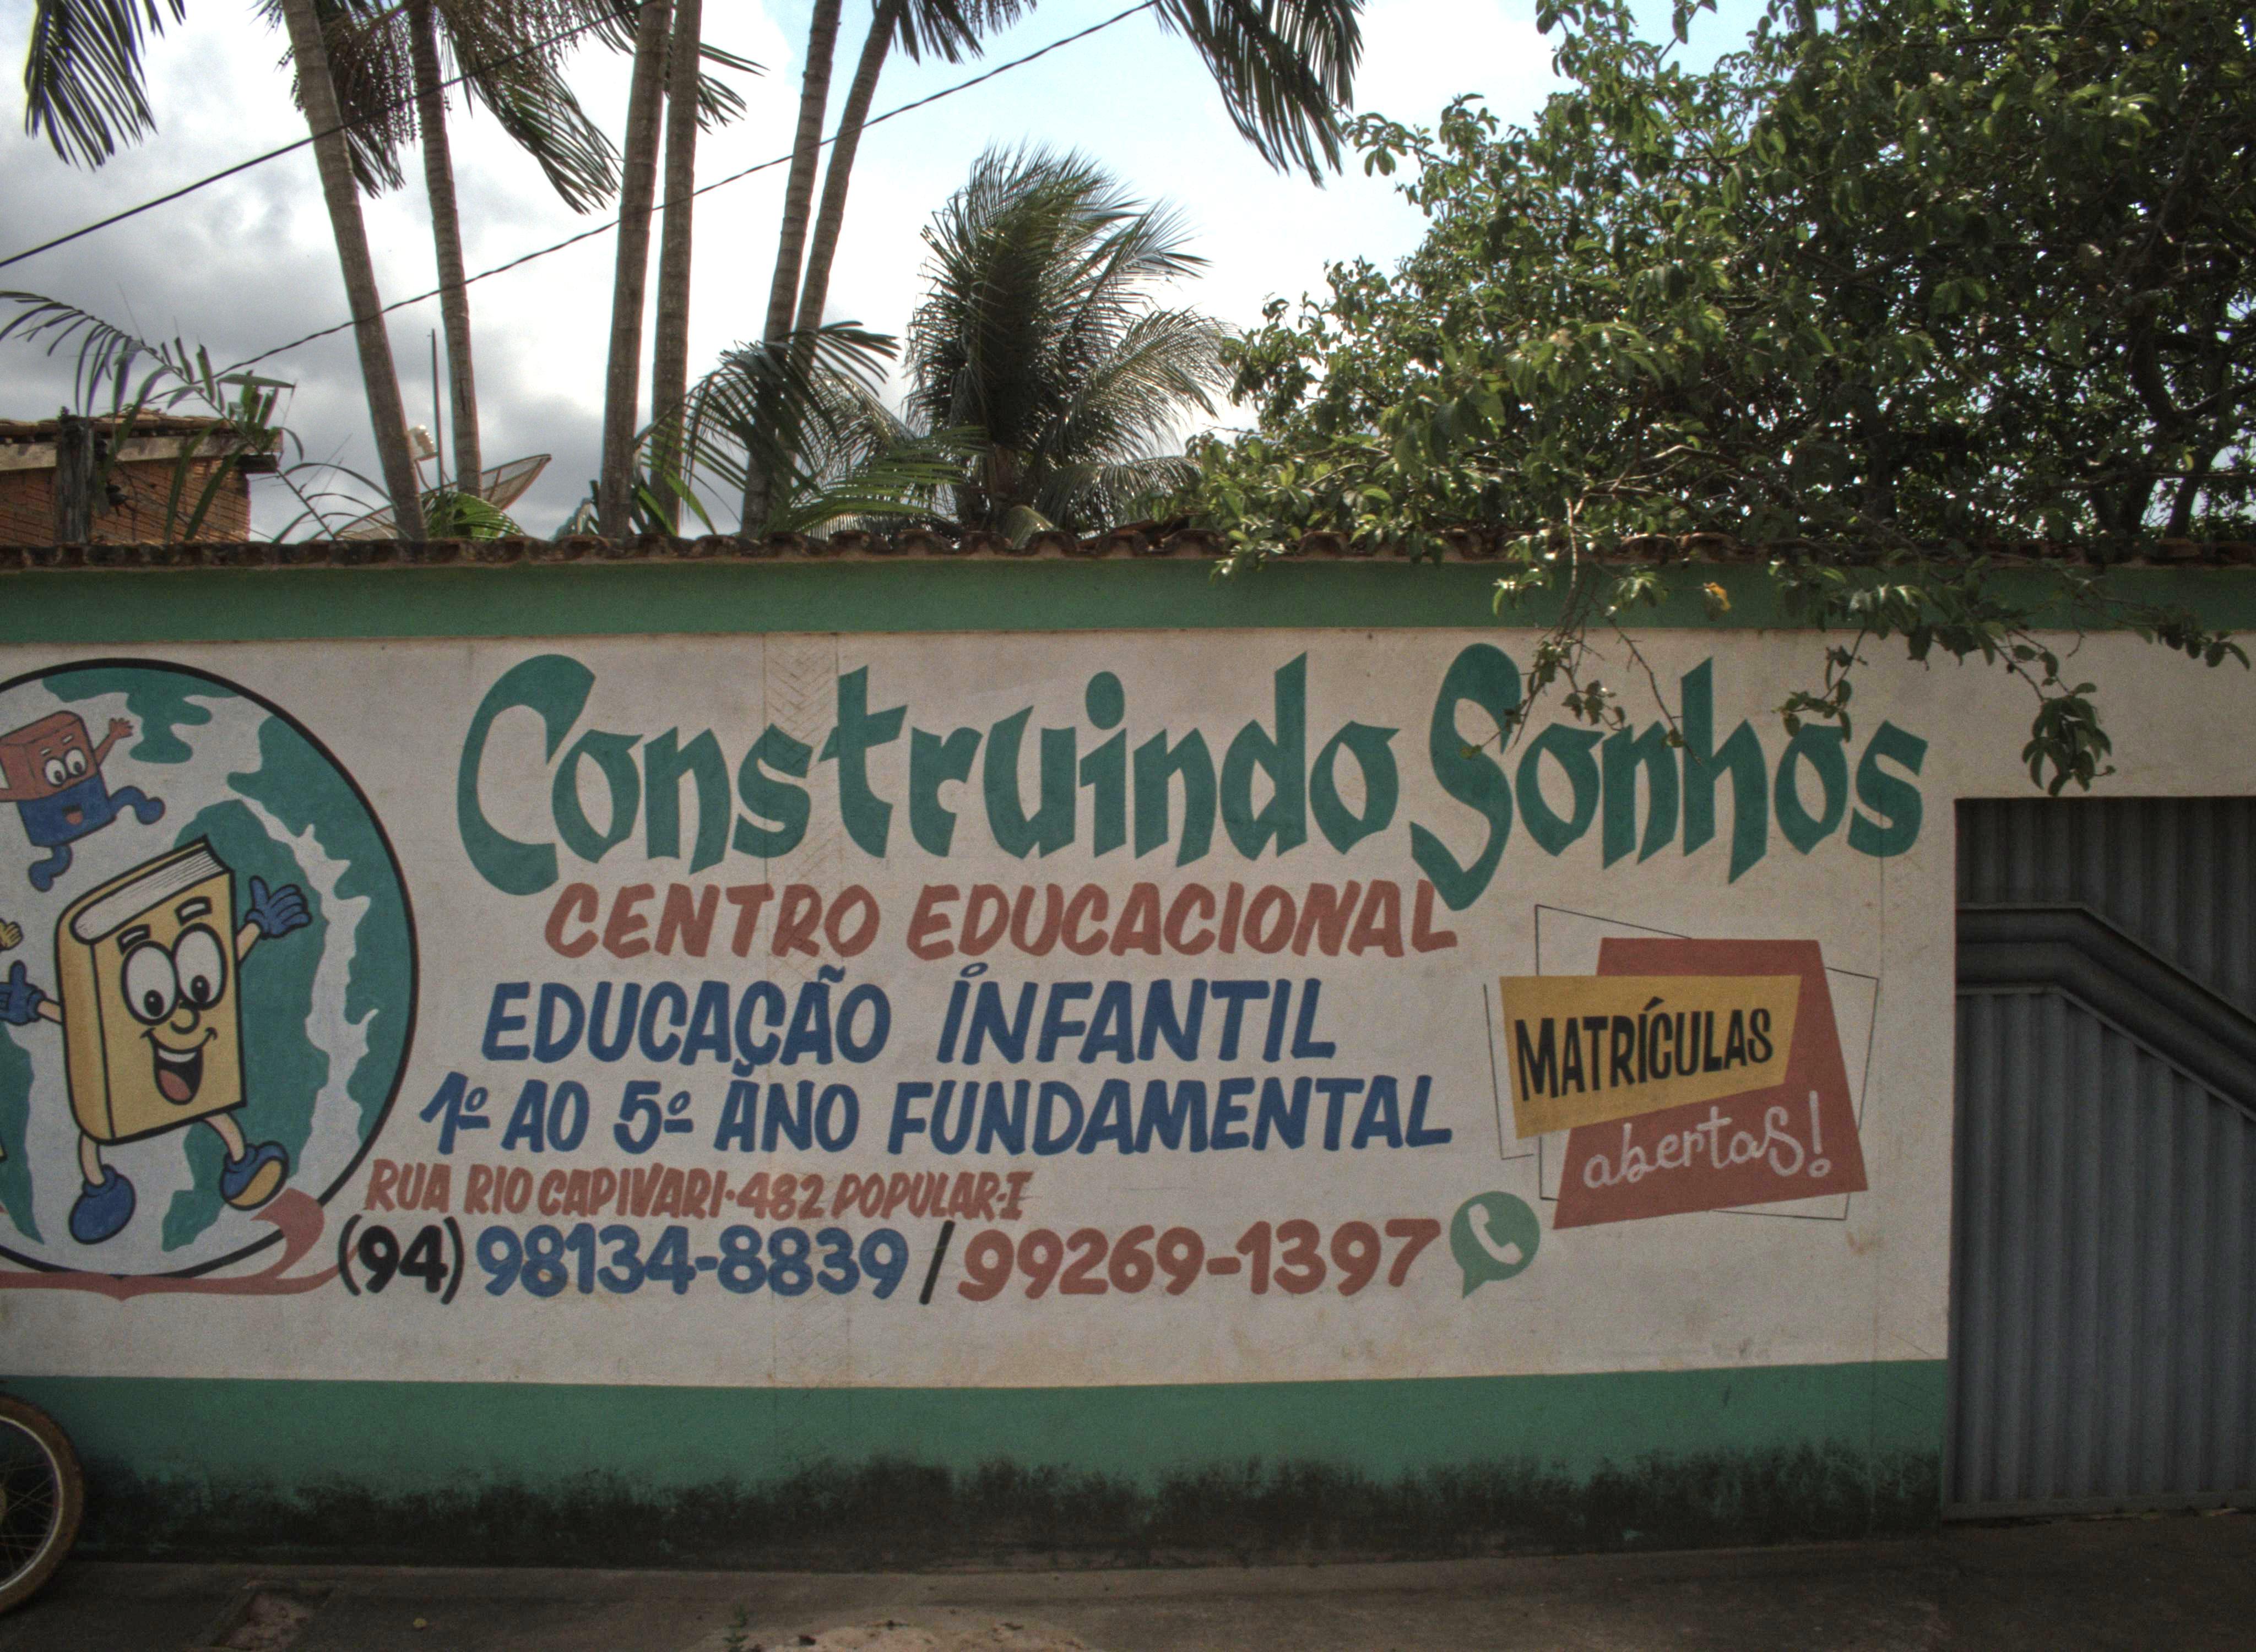 Construindo Sonhos
CENTRO EDUCACIONAL
EDUCAÇÃO INFANTIL
1º AO 5º ANO FUNDAMENTAL
RUA RIO CAPIVARI·482 POPULAR-I
(94) 98134-8839 / 99269-1397
MATRÍCULAS
abertas!